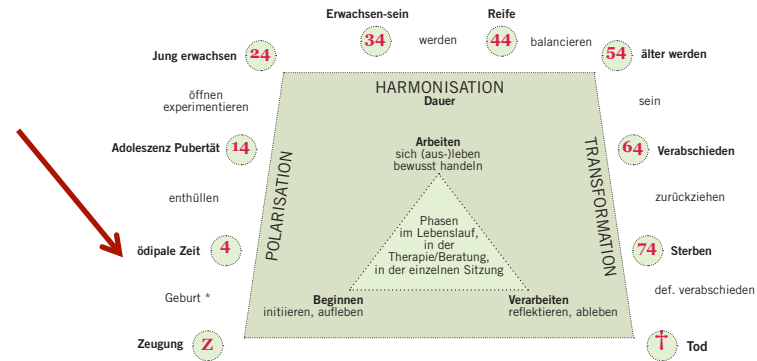 Erwachsen-sein
Reife
34
werden
44
balancieren
Jung erwachsen
24
54
älter werden
HARMONISATION
Dauer
öffnen
experimentieren
sein
Arbeiten
sich (aus-)leben
bewusst handeln
Adoleszenz Pubertät
14
64
Verabschieden
POLARISATION
TRANSFORMATION
enthüllen
zurückziehen
Phasen
im Lebenslauf,
in der
Therapie/Beratung,
in der einzelnen Sitzung
ödipale Zeit
4
74
Sterben
Geburt *
def. verabschieden
Beginnen
initiieren, aufleben
Verarbeiten
reflektieren, ableben
Zeugung
Z
†
Tod